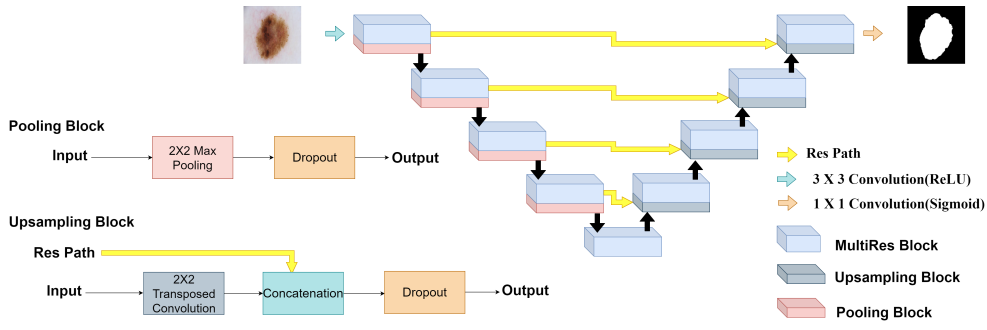 Pooling Block
Input
2X2 Max
Pooling
Dropout
Output
Upsampling Block
Res Path
Input
2X2
Transposed
Convolution
Concatenation
Dropout
Output
Res Path
3 X 3 Convolution(ReLU)
1 X 1 Convolution(Sigmoid)
MultiRes Block
Upsampling Block
Pooling Block